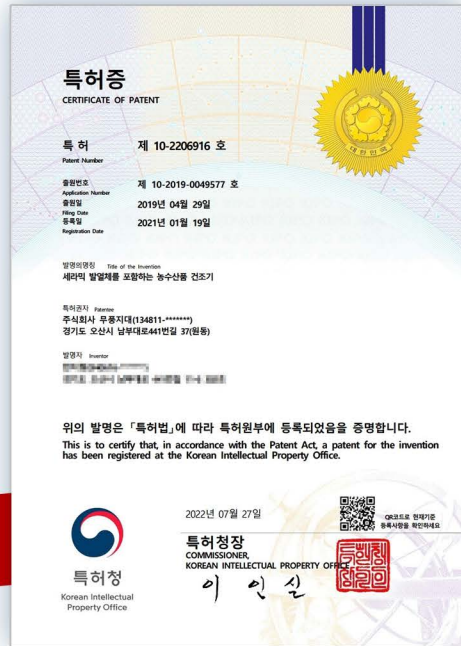 특허증
CERTIFICATE OF PATENT
특 허 제 10-2206916 호
Patent Number
출원번호 제 10-2019-0049577 호
Application Number
출원일 2019년 04월 29일
Filing Date
등록일 2021년 01월 19일
Registration Date
발명의명칭 Title of the Invention
세라믹 발열체를 포함하는 농수산품 건조기
특허권자 Patentee
주식회사 무풍지대(134811-*******)
경기도 오산시 남부대로441번길 37(원동)
발명자 Inventor
위의 발명은 「특허법」에 따라 특허원부에 등록되었음을 증명합니다.
This is to certify that, in accordance with the Patent Act, a patent for the invention
has been registered at the Korean Intellectual Property Office.
2022년 07월 27일
QR코드로 현재기준
등록사항을 확인하세요
특허청장
COMMISSIONER,
KOREAN INTELLECTUAL PROPERTY OFFICE
이 인 실
특허청
Korean Intellectual
Property Office
대한민국